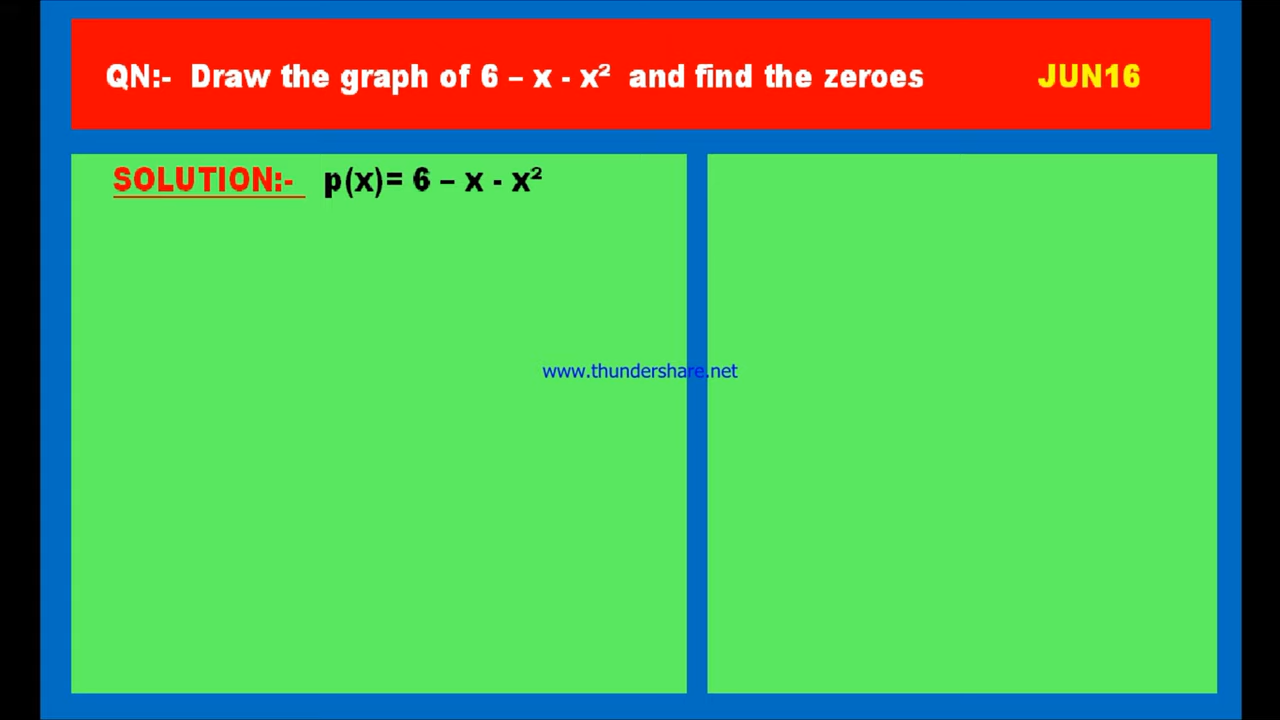 QN:- Draw the graph of 6 – x - x² and find the zeroes JUN16
SOLUTION:- p(x)= 6 – x - x²
www.thundershare.net